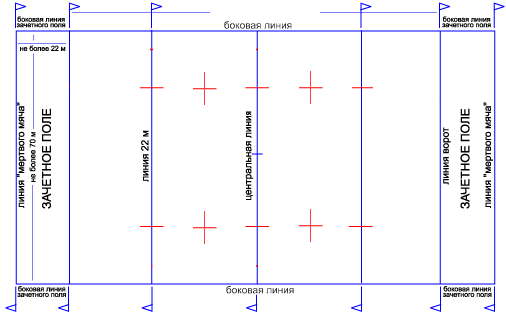 боковая линия
зачетного поля
боковая линия
боковая линия
зачетного поля
не более 22 м
линия "мертвого мяча"
не более 70 м
ЗАЧЕТНОЕ ПОЛЕ
линия 22 м
центральная линия
линия ворот
ЗАЧЕТНОЕ ПОЛЕ
линия "мертвого мяча"
боковая линия
зачетного поля
боковая линия
боковая линия
зачетного поля